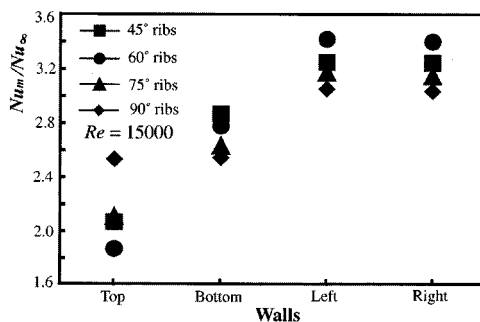 3.6
3.2
2.8
2.4
2.0
1.6
Num/Nu∞
45° ribs
60° ribs
75° ribs
90° ribs
Re = 15000
Top Bottom Left Right
Walls